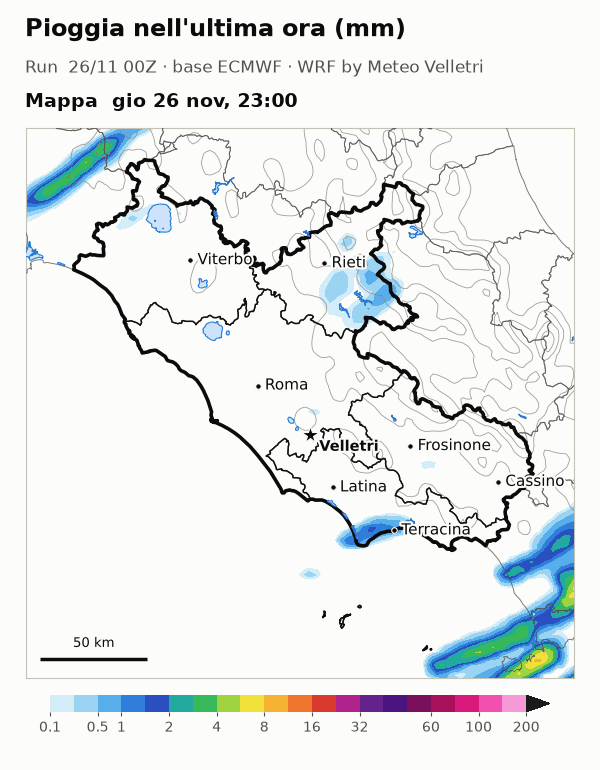 Pioggia nell'ultima ora (mm)
Run 26/11 00Z · base ECMWF · WRF by Meteo Velletri
Mappa gio 26 nov, 23:00
Viterbo
Rieti
Roma
Velletri
Frosinone
Latina
Cassino
Terracina
50 km
0.1 0.5 1 2 4 8 16 32 60 100 200